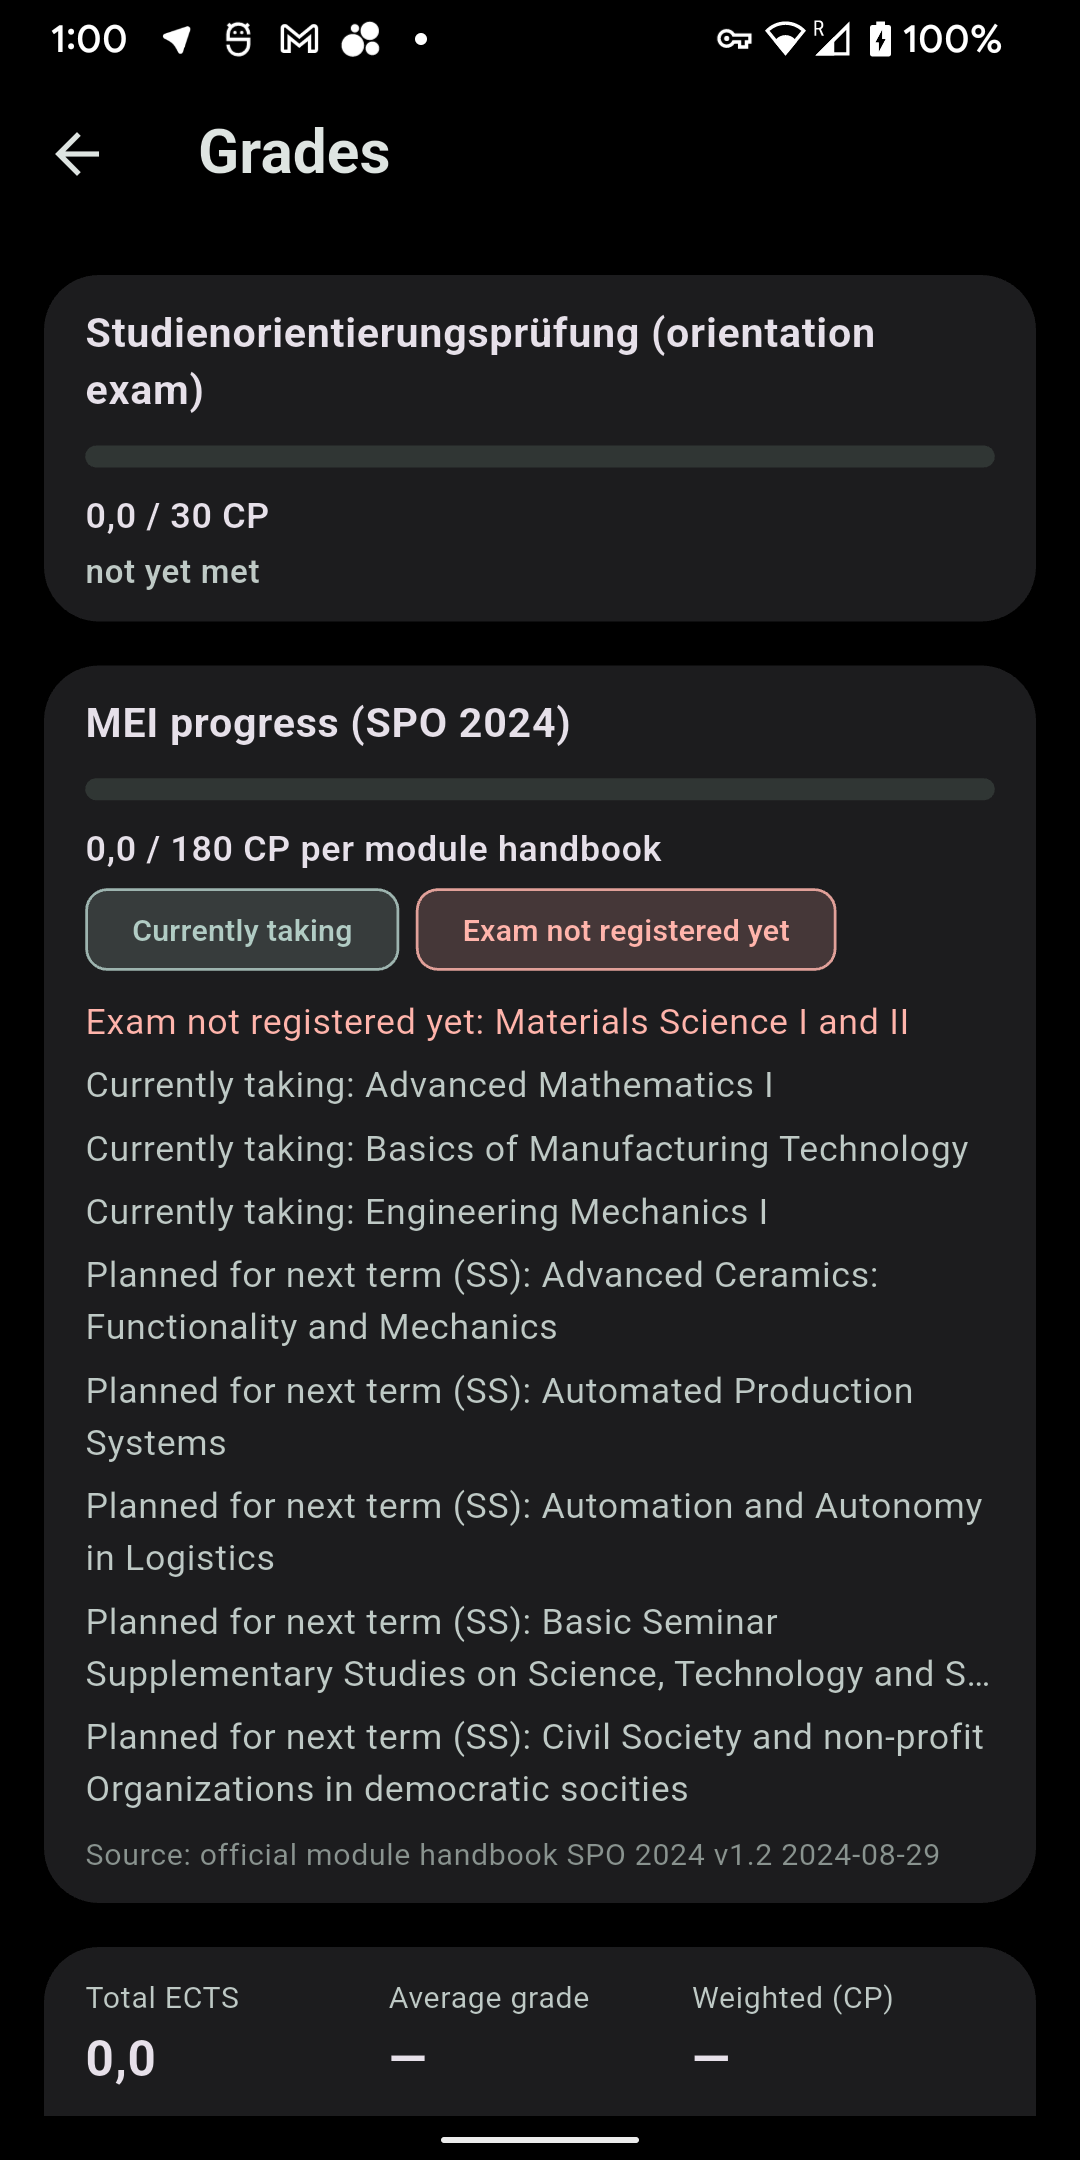 1:00
R
100%
Grades
Studienorientierungsprüfung (orientation
exam)
0,0 / 30 CP
not yet met
MEI progress (SPO 2024)
0,0 / 180 CP per module handbook
Currently taking
Exam not registered yet
Exam not registered yet: Materials Science I and II
Currently taking: Advanced Mathematics I
Currently taking: Basics of Manufacturing Technology
Currently taking: Engineering Mechanics I
Planned for next term (SS): Advanced Ceramics:
Functionality and Mechanics
Planned for next term (SS): Automated Production
Systems
Planned for next term (SS): Automation and Autonomy
in Logistics
Planned for next term (SS): Basic Seminar
Supplementary Studies on Science, Technology and S…
Planned for next term (SS): Civil Society and non-profit
Organizations in democratic socities
Source: official module handbook SPO 2024 v1.2 2024-08-29
Total ECTS
Average grade
Weighted (CP)
0,0
—
—